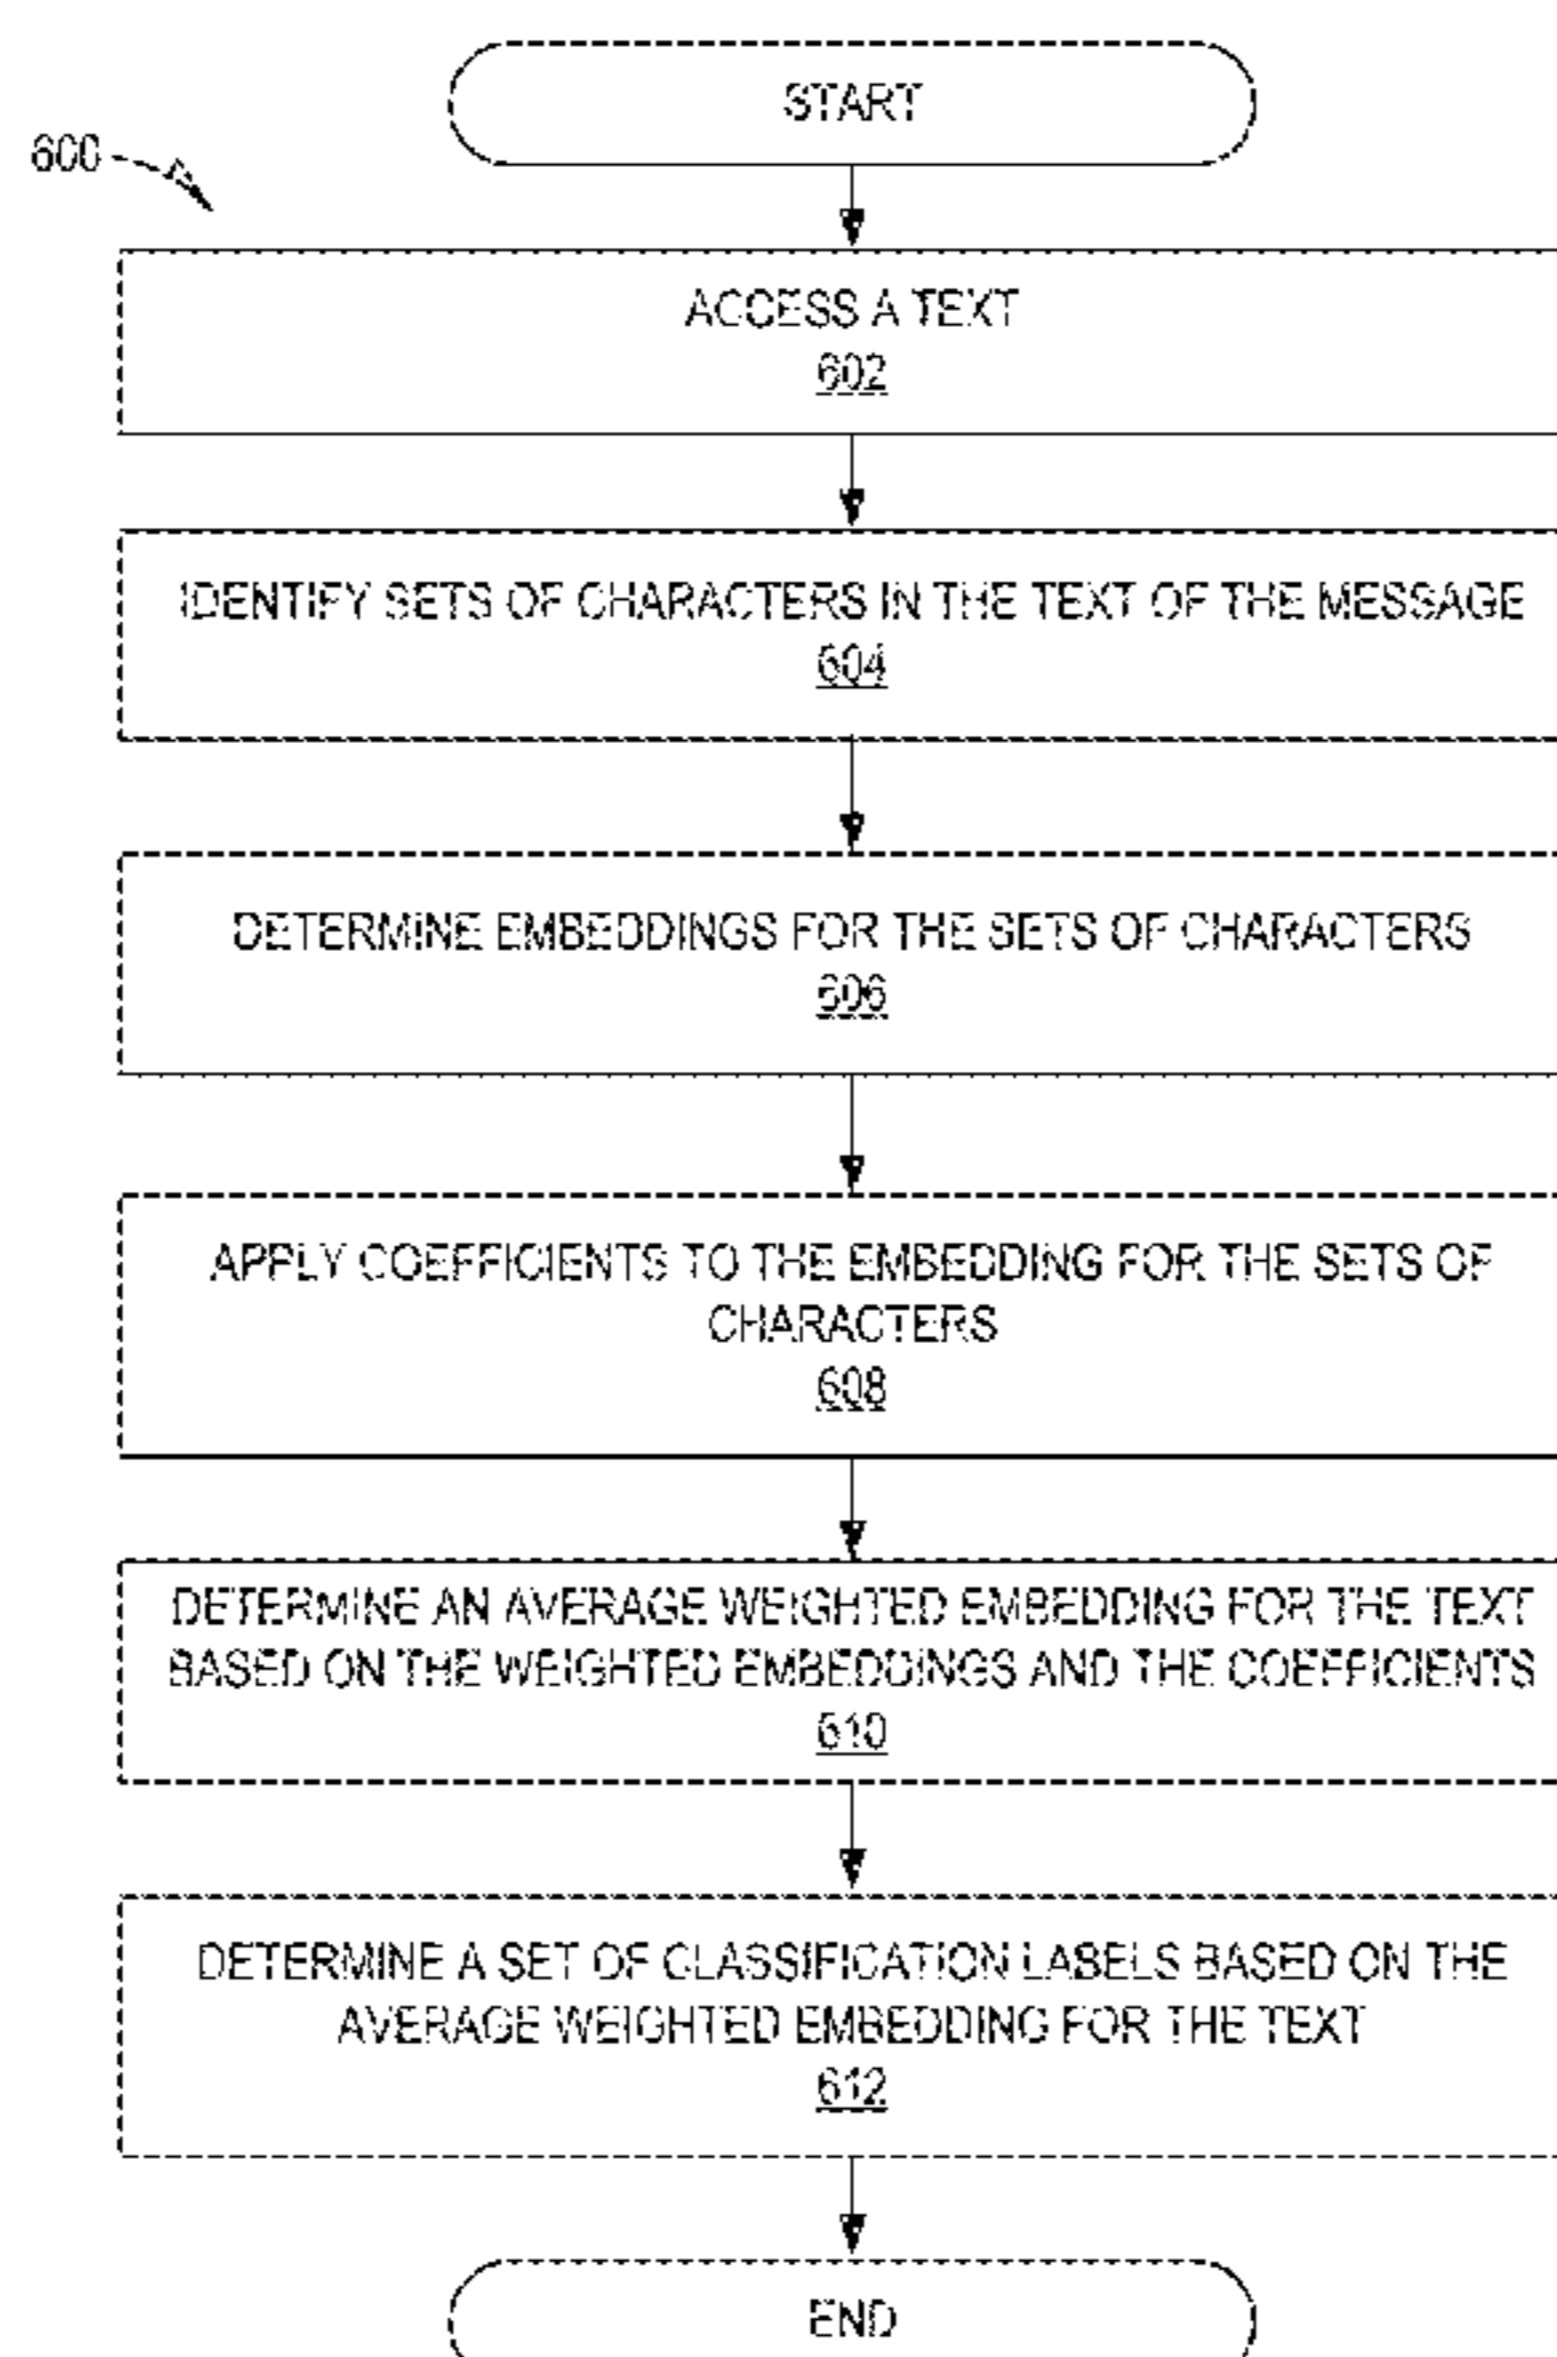 START
600
ACCESS A TEXT
602
IDENTIFY SETS OF CHARACTERS IN THE TEXT OF THE MESSAGE
604
DETERMINE EMBEDDINGS FOR THE SETS OF CHARACTERS
606
APPLY COEFFICIENTS TO THE EMBEDDING FOR THE SETS OF
CHARACTERS
608
DETERMINE AN AVERAGE WEIGHTED EMBEDDING FOR THE TEXT
BASED ON THE WEIGHTED EMBEDDINGS AND THE COEFFICIENTS
610
DETERMINE A SET OF CLASSIFICATION LABELS BASED ON THE
AVERAGE WEIGHTED EMBEDDING FOR THE TEXT
612
END